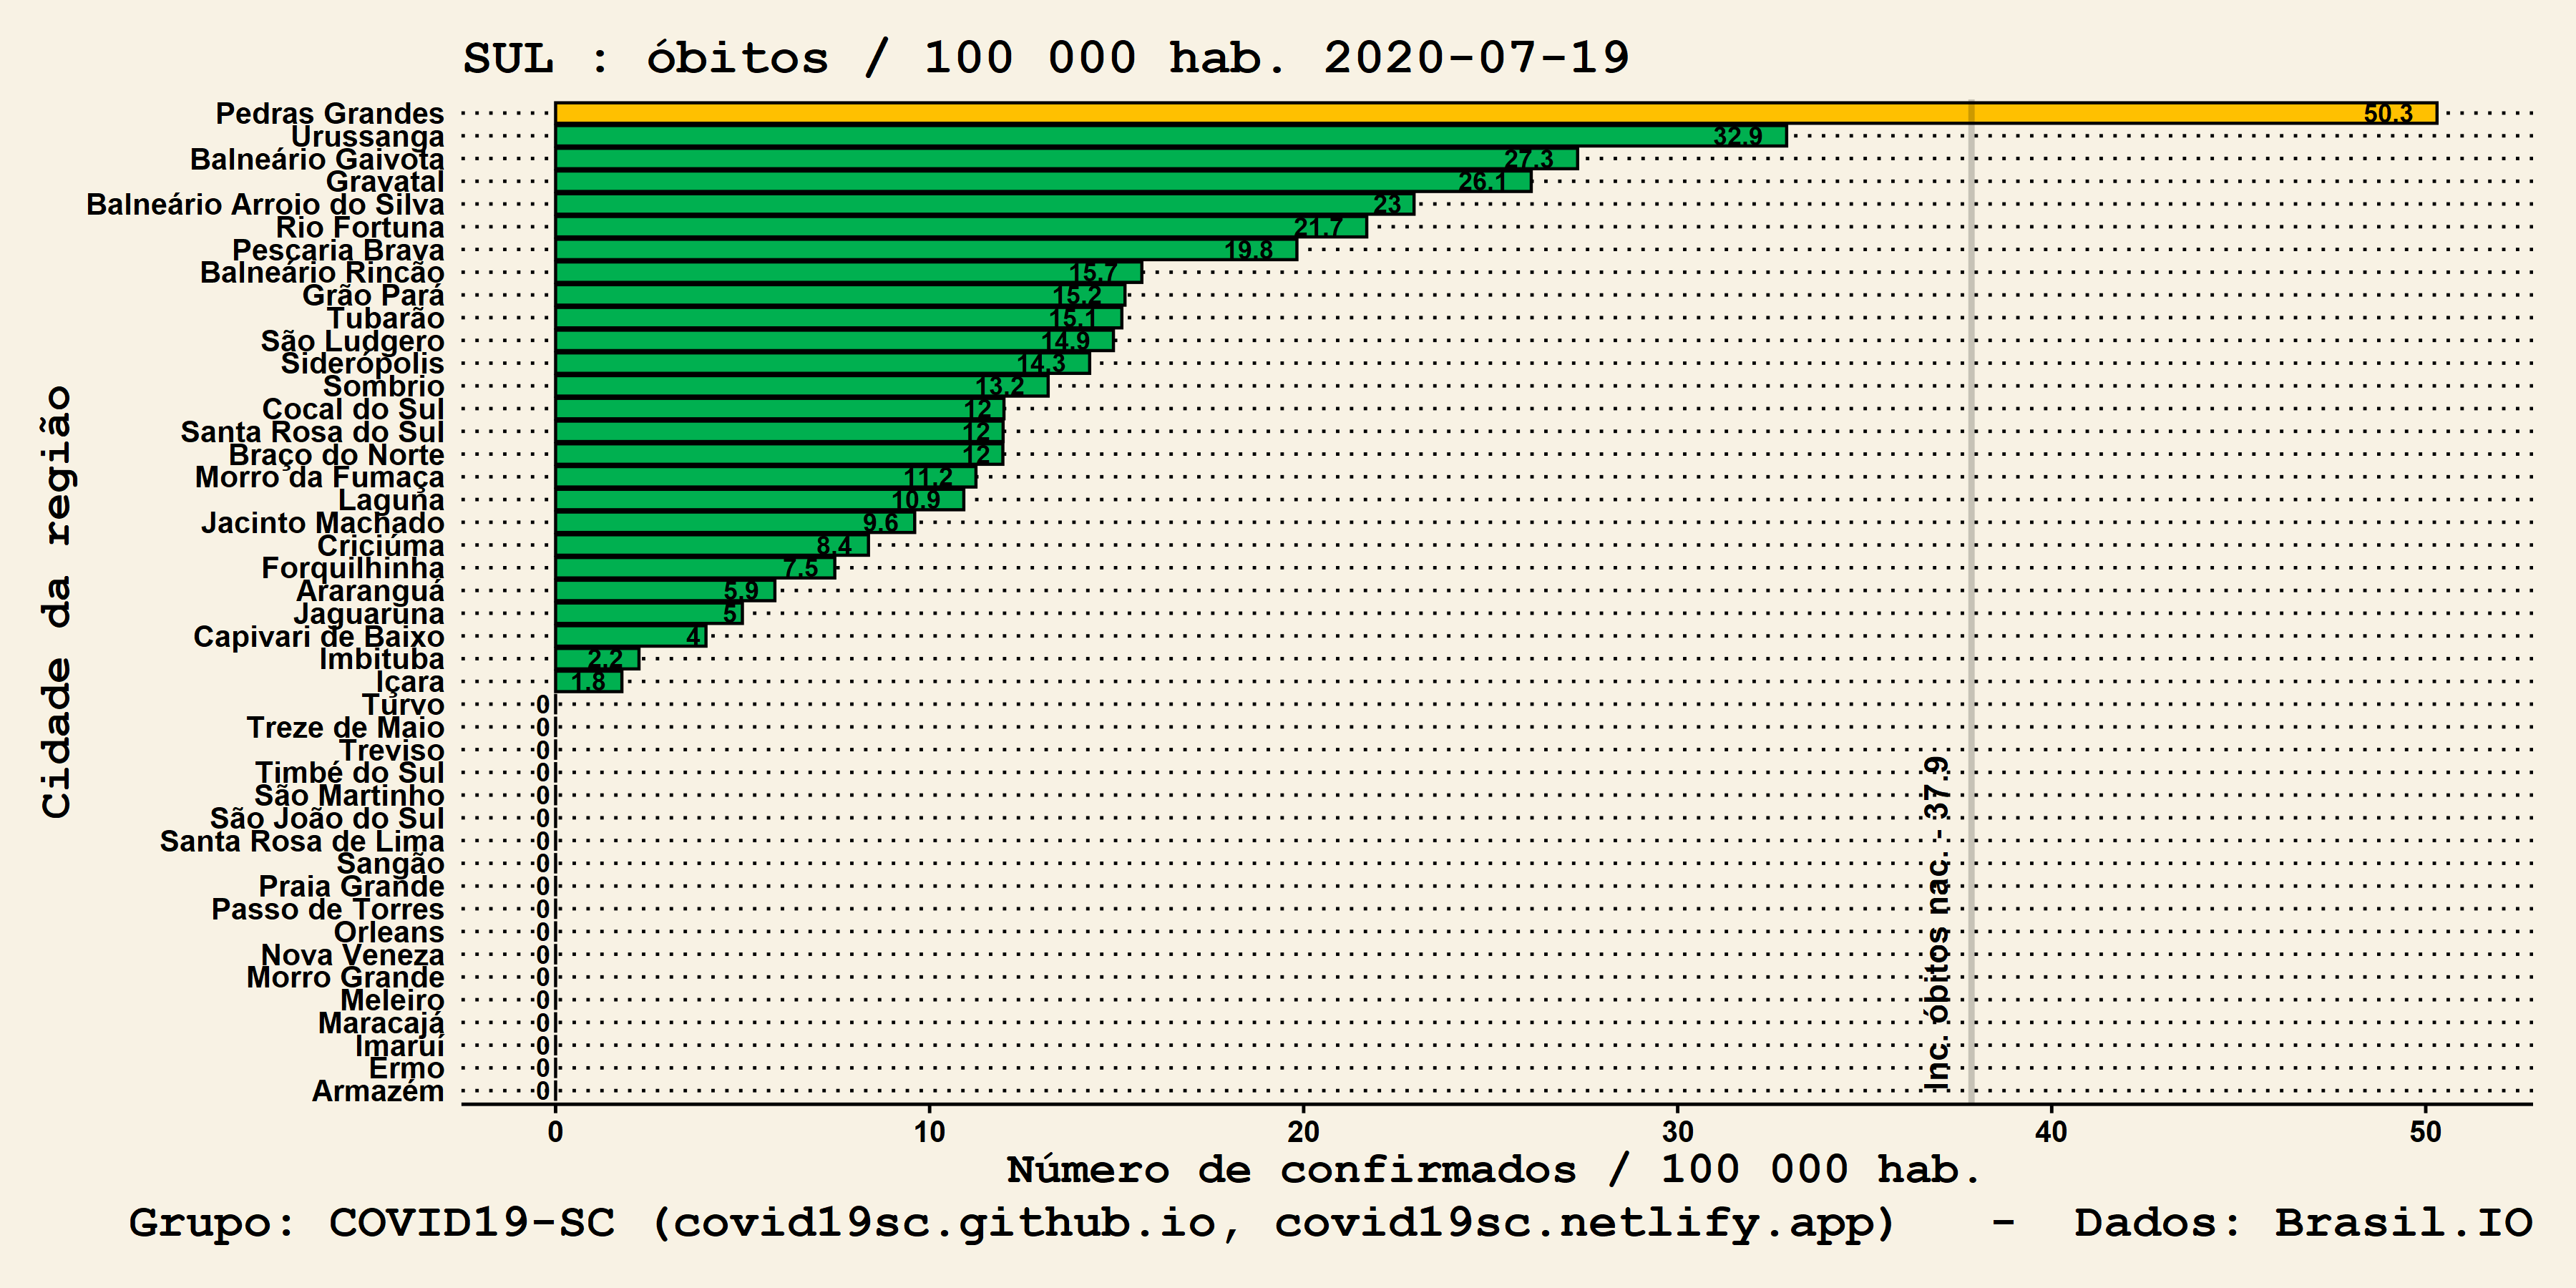 SUL : óbitos / 100 000 hab. 2020-07-19
Cidade da região
Pedras Grandes 50.3
Urussanga 32.9
Balneário Gaivota 27.3
Gravatal 26.1
Balneário Arroio do Silva 23
Rio Fortuna 21.7
Pescaria Brava 19.8
Balneário Rincão 15.7
Grão Pará 15.2
Tubarão 15.1
São Ludgero 14.9
Siderópolis 14.3
Sombrio 13.2
Cocal do Sul 12
Santa Rosa do Sul 12
Braço do Norte 12
Morro da Fumaça 11.2
Laguna 10.9
Jacinto Machado 9.6
Criciúma 8.4
Forquilhinha 7.5
Araranguá 5.9
Jaguaruna 5
Capivari de Baixo 4
Imbituba 2.2
Içara 1.8
Turvo 0
Treze de Maio 0
Treviso 0
Timbé do Sul 0
São Martinho 0
São João do Sul 0
Santa Rosa de Lima 0
Sangão 0
Praia Grande 0
Passo de Torres 0
Orleans 0
Nova Veneza 0
Morro Grande 0
Meleiro 0
Maracajá 0
Imaruí 0
Ermo 0
Armazém 0
Inc. óbitos nac. - 37.9
0 10 20 30 40 50
Número de confirmados / 100 000 hab.
Grupo: COVID19-SC (covid19sc.github.io, covid19sc.netlify.app) - Dados: Brasil.IO